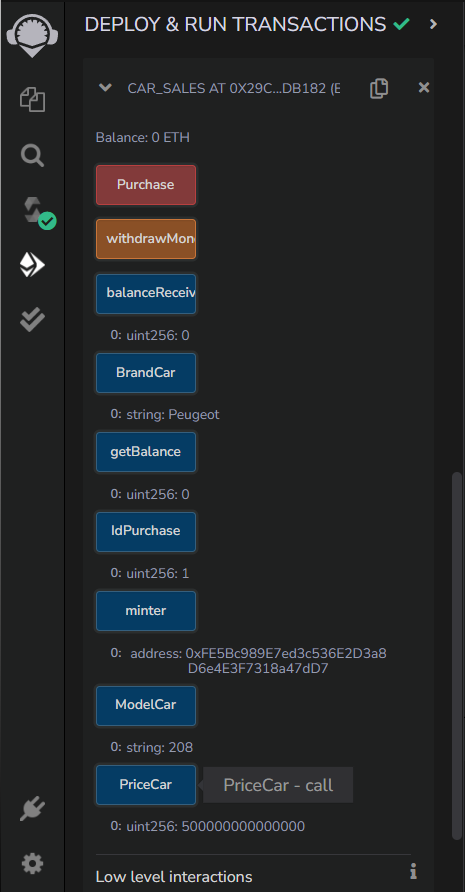 DEPLOY & RUN TRANSACTIONS
CAR_SALES AT 0X29C...DB182 (E
Balance: 0 ETH
Purchase
withdrawMon
balanceReceiv
0: uint256: 0
BrandCar
0: string: Peugeot
getBalance
0: uint256: 0
IdPurchase
0: uint256: 1
minter
0: address: 0xFE5Bc989E7ed3c536E2D3a8
D6e4E3F7318a47dD7
ModelCar
0: string: 208
PriceCar
PriceCar - call
0: uint256: 500000000000000
Low level interactions